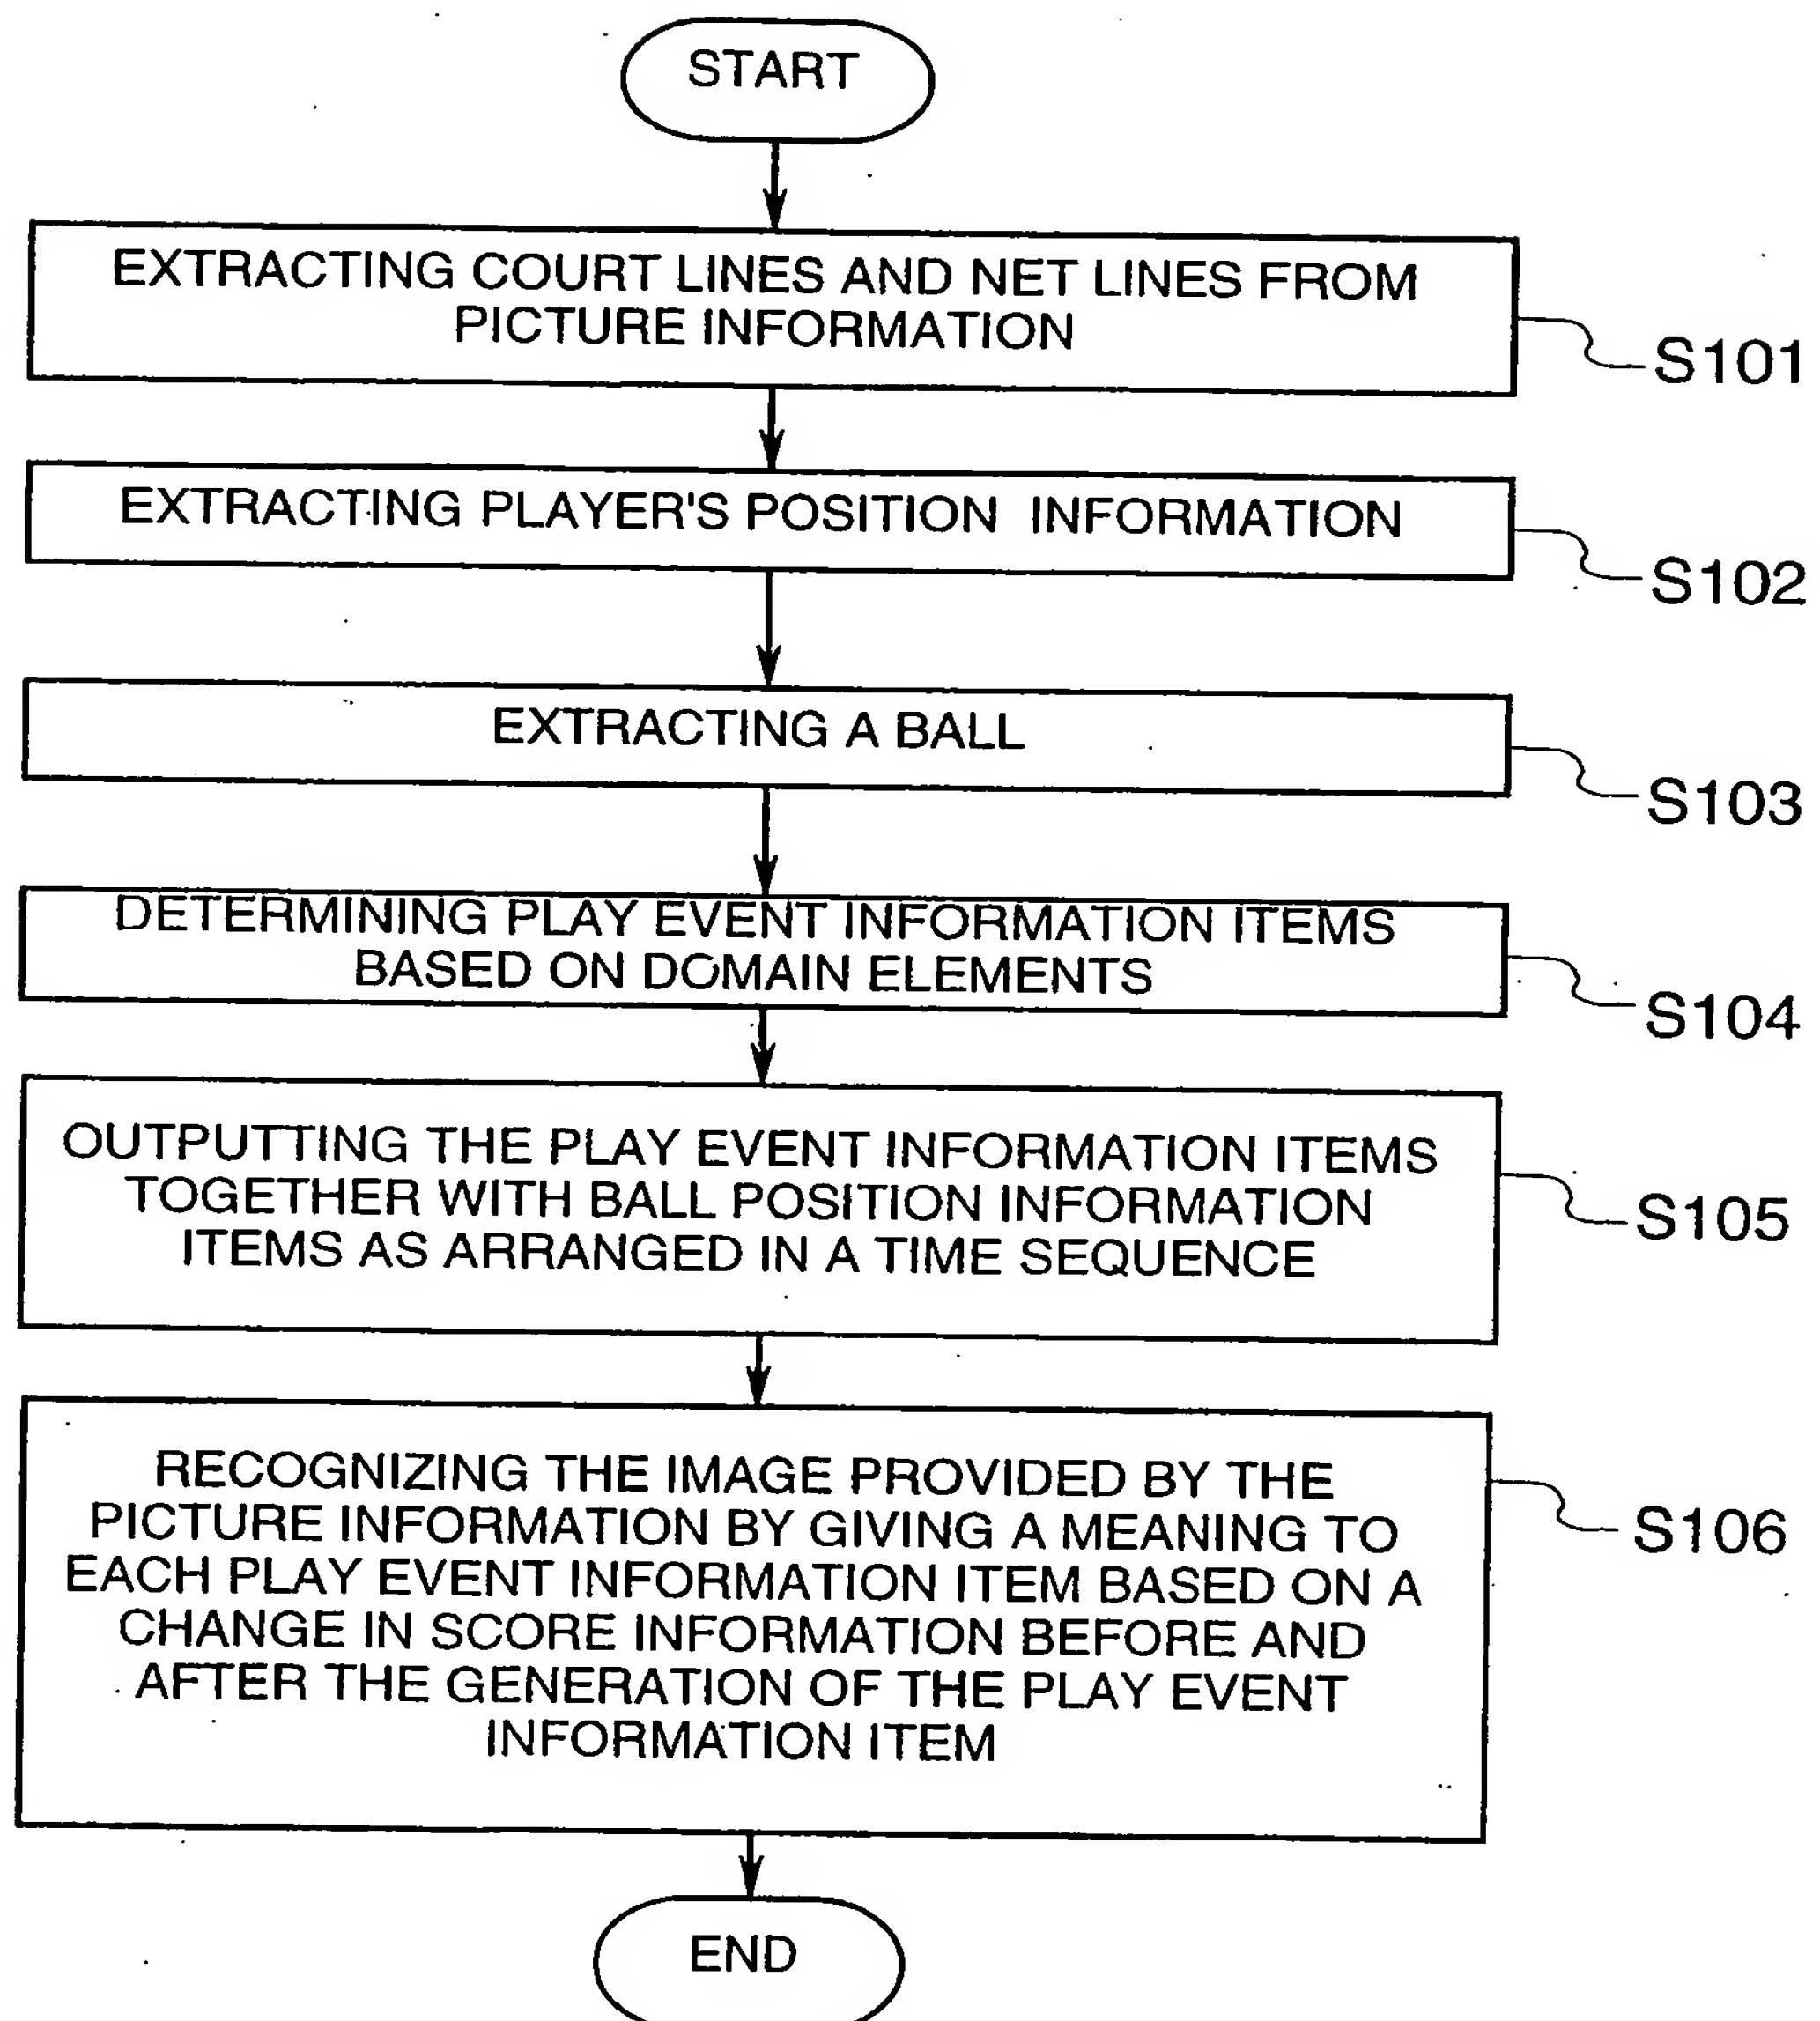 START
EXTRACTING COURT LINES AND NET LINES FROM
PICTURE INFORMATION
S101
EXTRACTING PLAYER'S POSITION INFORMATION
S102
EXTRACTING A BALL
S103
DETERMINING PLAY EVENT INFORMATION ITEMS
BASED ON DOMAIN ELEMENTS
S104
OUTPUTTING THE PLAY EVENT INFORMATION ITEMS
TOGETHER WITH BALL POSITION INFORMATION
ITEMS AS ARRANGED IN A TIME SEQUENCE
S105
RECOGNIZING THE IMAGE PROVIDED BY THE
PICTURE INFORMATION BY GIVING A MEANING TO
EACH PLAY EVENT INFORMATION ITEM BASED ON A
CHANGE IN SCORE INFORMATION BEFORE AND
AFTER THE GENERATION OF THE PLAY EVENT
INFORMATION ITEM
S106
END